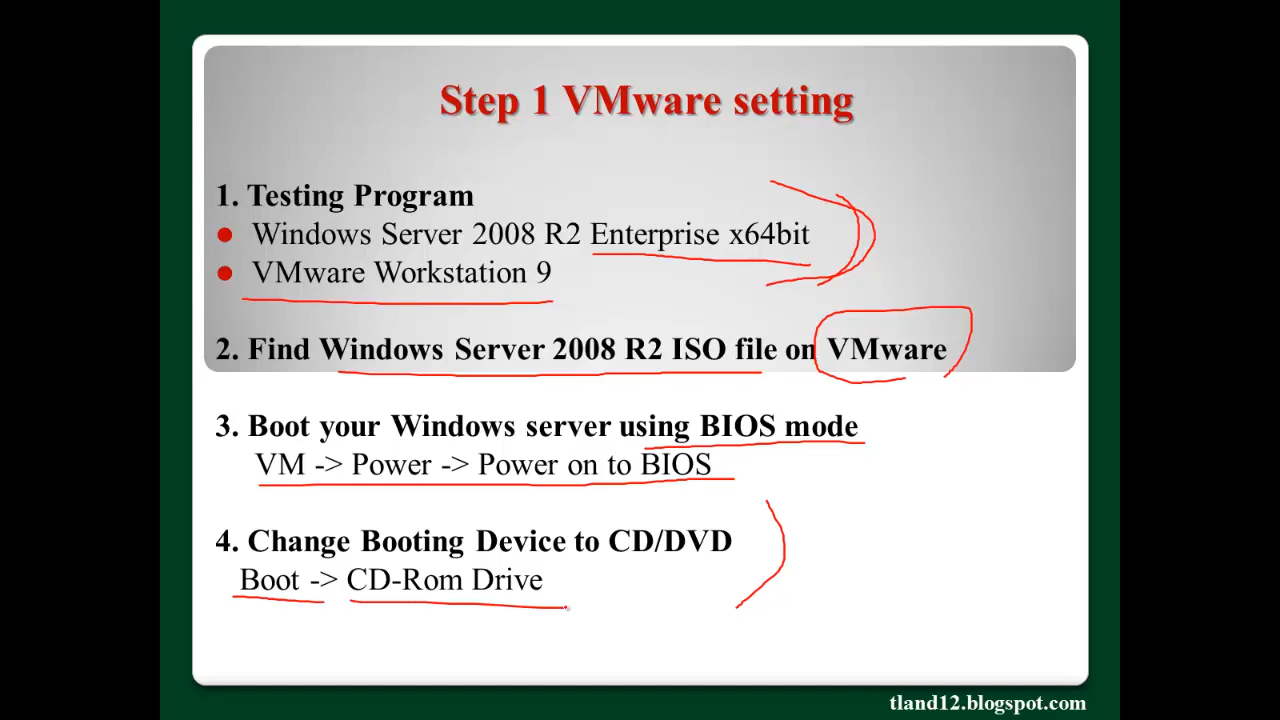 Step 1 VMware setting
1. Testing Program
● Windows Server 2008 R2 Enterprise x64bit
● VMware Workstation 9
2. Find Windows Server 2008 R2 ISO file on VMware
3. Boot your Windows server using BIOS mode
VM -> Power -> Power on to BIOS
4. Change Booting Device to CD/DVD
Boot -> CD-Rom Drive
tland12.blogspot.com